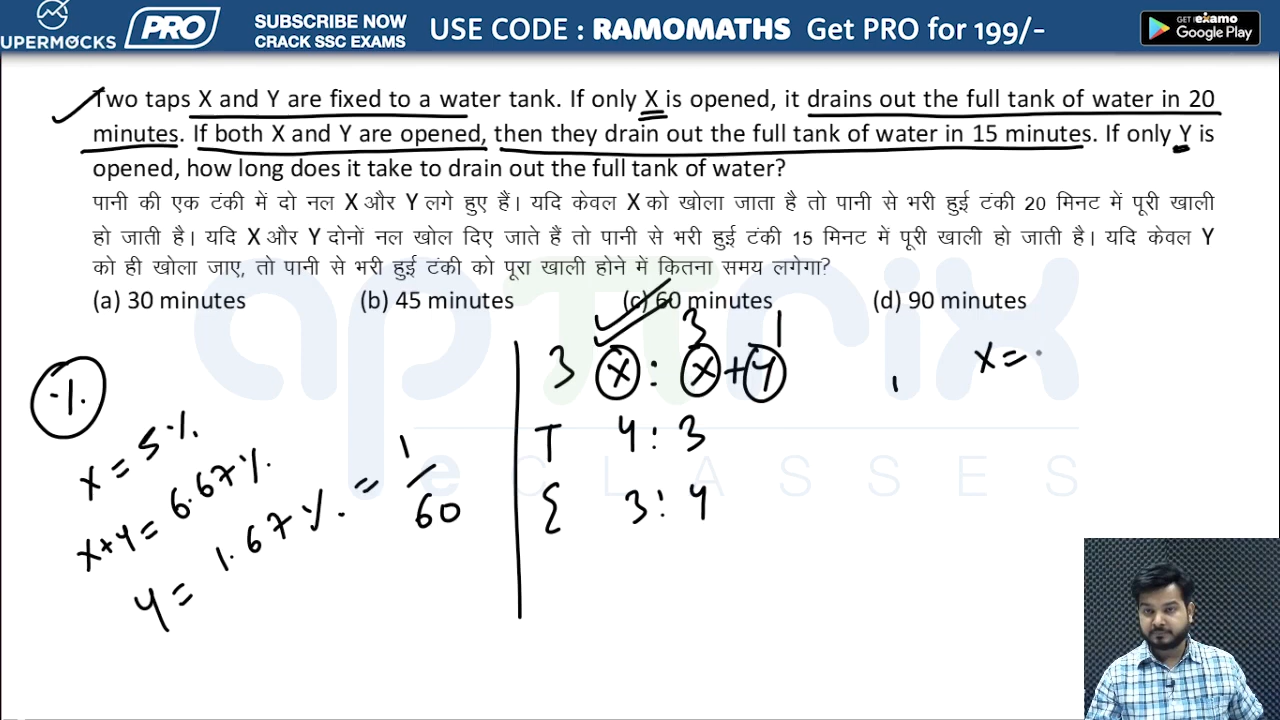 UPERMOCKS PRO SUBSCRIBE NOW CRACK SSC EXAMS USE CODE : RAMOMATHS Get PRO for 199/- GET IT ON examo Google Play
Two taps X and Y are fixed to a water tank. If only X is opened, it drains out the full tank of water in 20
minutes. If both X and Y are opened, then they drain out the full tank of water in 15 minutes. If only Y is
opened, how long does it take to drain out the full tank of water?
पानी की एक टंकी में दो नल X और Y लगे हुए हैं। यदि केवल X को खोला जाता है तो पानी से भरी हुई टंकी 20 मिनट में पूरी खाली
हो जाती है। यदि X और Y दोनों नल खोल दिए जाते हैं तो पानी से भरी हुई टंकी 15 मिनट में पूरी खाली हो जाती है। यदि केवल Y
को ही खोला जाए, तो पानी से भरी हुई टंकी को पूरा खाली होने में कितना समय लगेगा?
(a) 30 minutes (b) 45 minutes (c) 60 minutes (d) 90 minutes
aptrix
e CLASSES
·/.
x = 5 ·/.
x+y = 6.67 ·/.
y = 1.67 ·/. = 1/60
3 1
3 x : x + y
T 4 : 3
E 3 : 4
x =